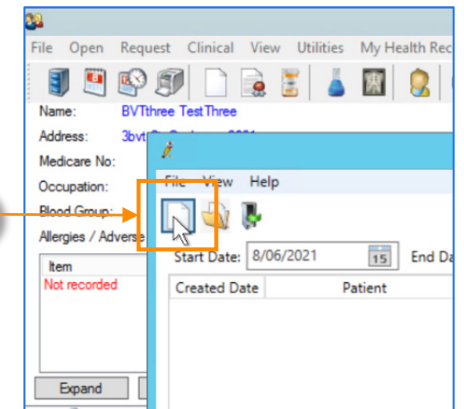 File Open Request Clinical View Utilities My Health Rec
Name: BVTthree TestThree
Address:
Medicare No:
Occupation:
File View Help
Blood Group:
Allergies / Adverse
Start Date: 8/06/2021 15 End Da
Item
Created Date Patient
Not recorded
Expand